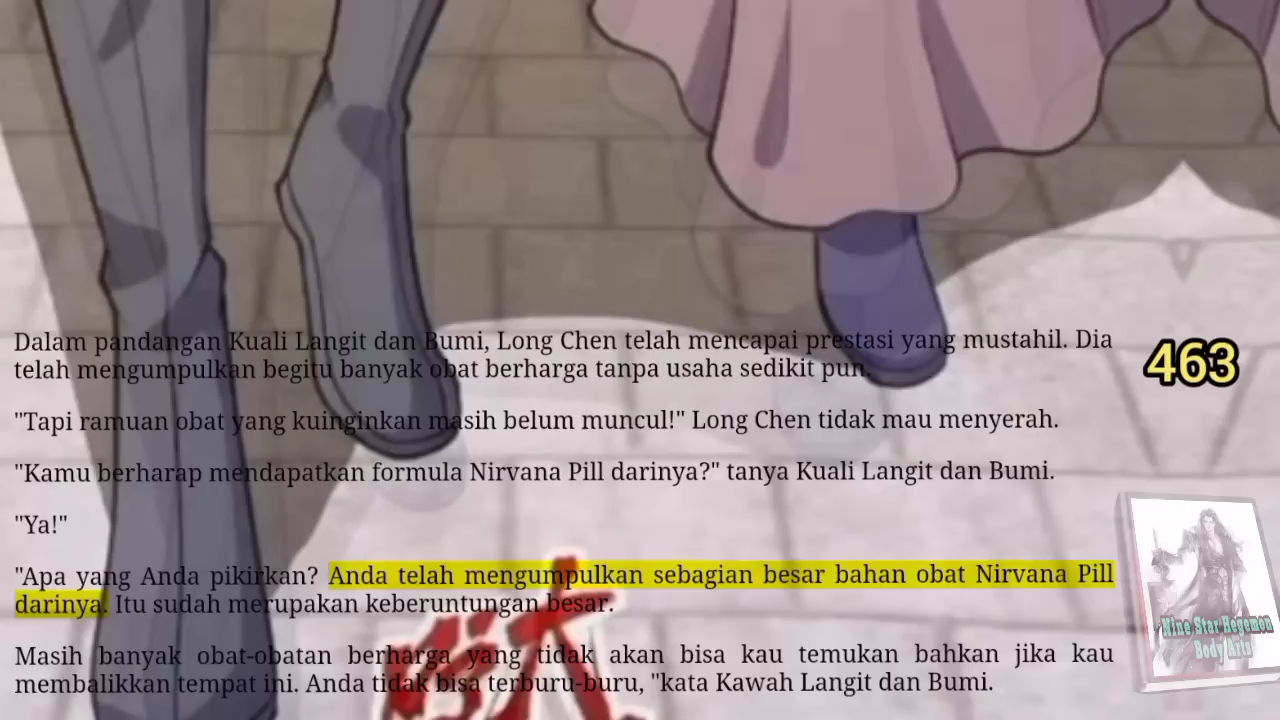 Dalam pandangan Kuali Langit dan Bumi, Long Chen telah mencapai prestasi yang mustahil. Dia
telah mengumpulkan begitu banyak obat berharga tanpa usaha sedikit pun.
463
"Tapi ramuan obat yang kuinginkan masih belum muncul!" Long Chen tidak mau menyerah.
"Kamu berharap mendapatkan formula Nirvana Pill darinya?" tanya Kuali Langit dan Bumi.
"Ya!"
"Apa yang Anda pikirkan? Anda telah mengumpulkan sebagian besar bahan obat Nirvana Pill
darinya. Itu sudah merupakan keberuntungan besar.
Masih banyak obat-obatan berharga yang tidak akan bisa kau temukan bahkan jika kau
membalikkan tempat ini. Anda tidak bisa terburu-buru, "kata Kawah Langit dan Bumi.
Nine Star Hegemon
Body Arts